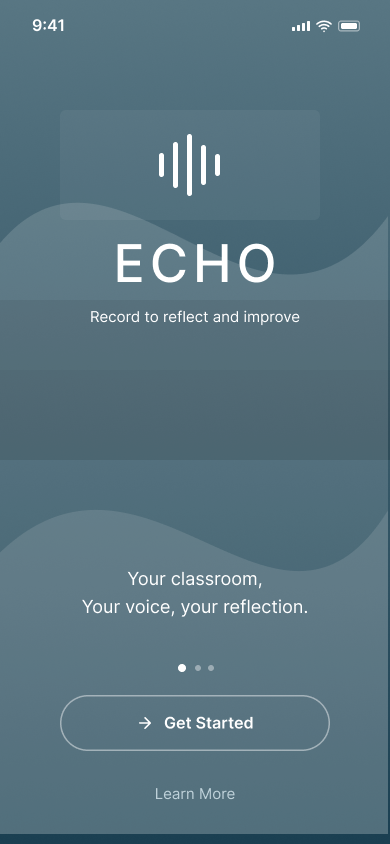 9:41
ECHO
Record to reflect and improve
Your classroom,
Your voice, your reflection.
Get Started
Learn More